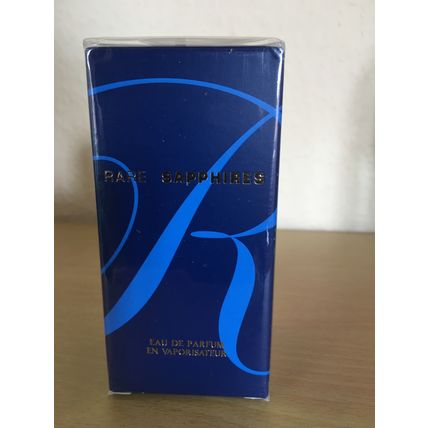 RARE SAPPHIRES
R
EAU DE PARFUM
EN VAPORISATEUR